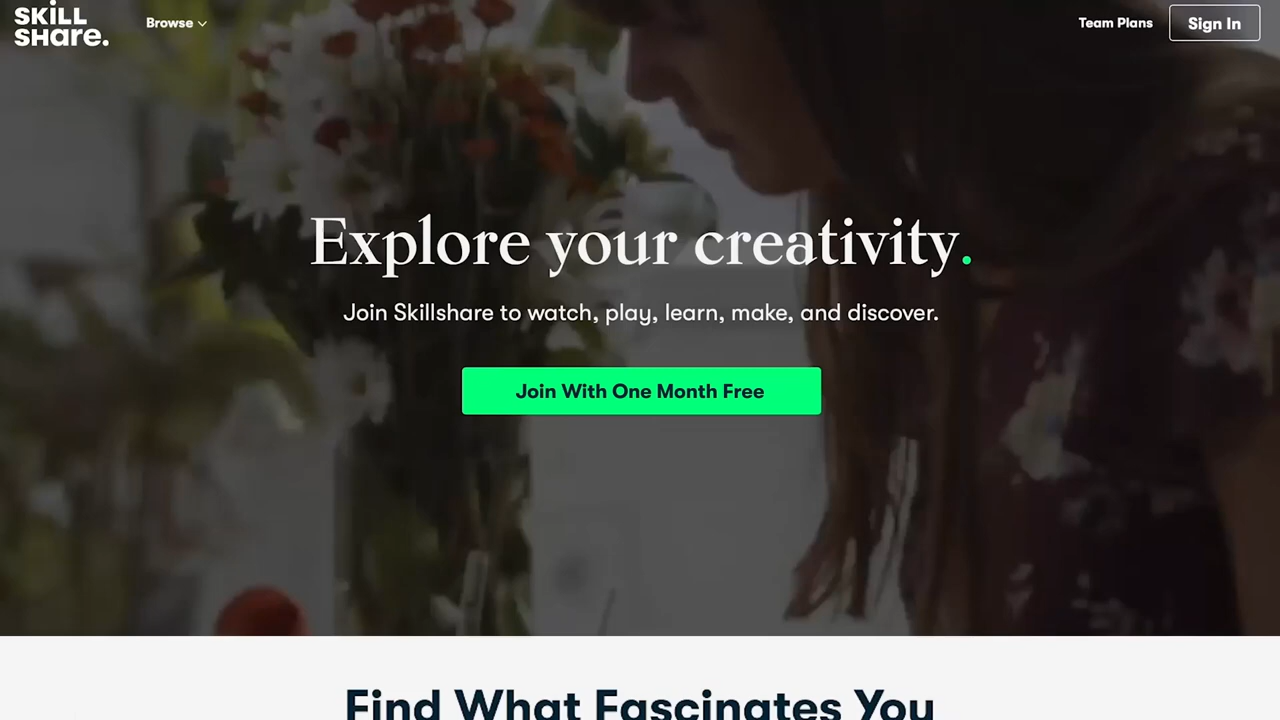 SKiLL
SHare.
Browse
Team Plans
Sign In
Explore your creativity.
Join Skillshare to watch, play, learn, make, and discover.
Join With One Month Free
Find What Fascinates You